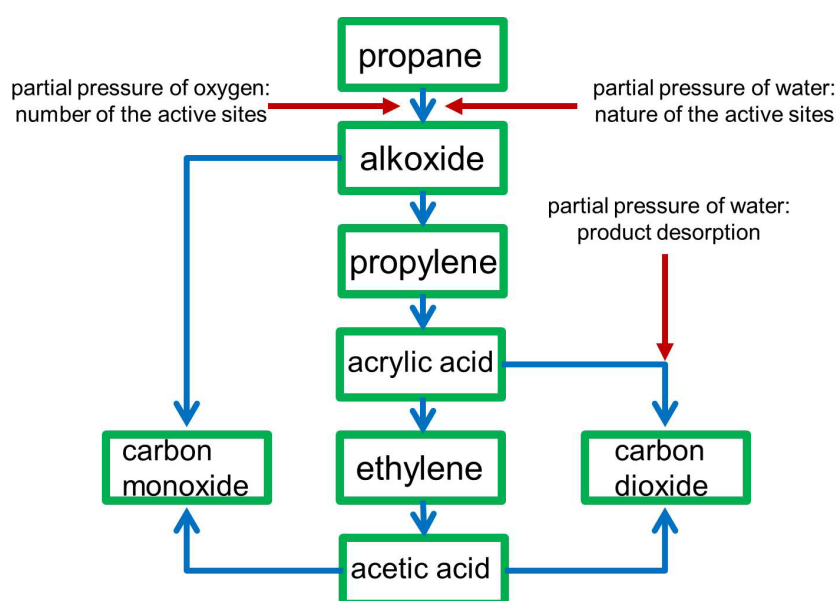 propane
partial pressure of oxygen:
number of the active sites
partial pressure of water:
nature of the active sites
alkoxide
partial pressure of water:
product desorption
propylene
acrylic acid
carbon
monoxide
ethylene
carbon
dioxide
acetic acid